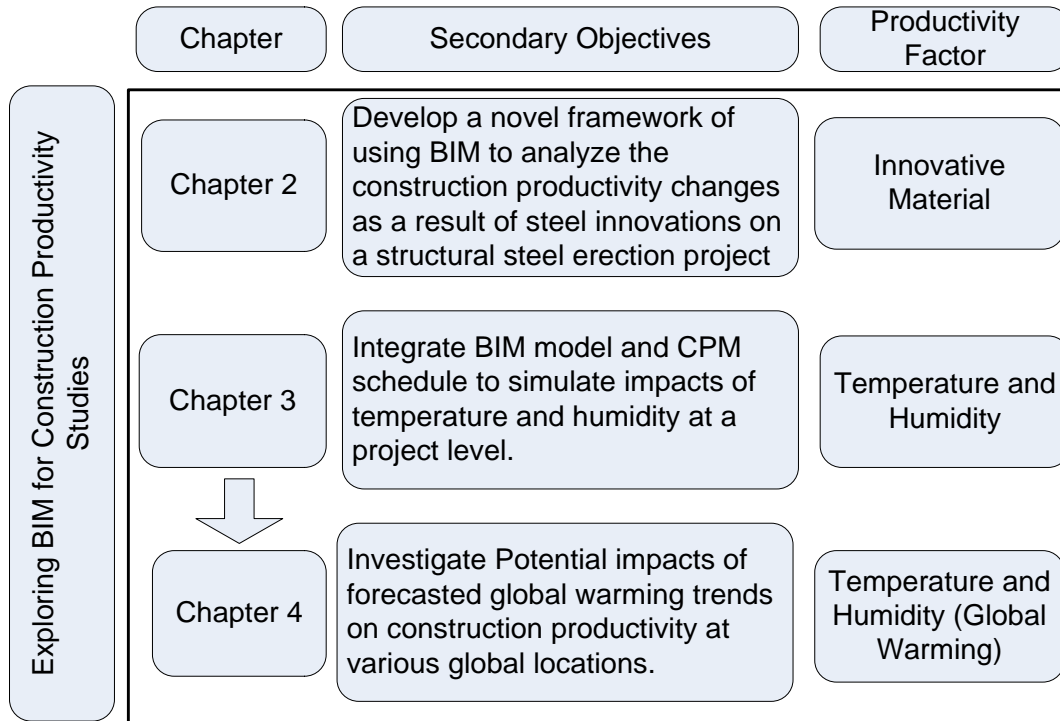 Chapter
Secondary Objectives
Productivity
Factor
Exploring BIM for Construction Productivity
Studies
Chapter 2
Develop a novel framework of
using BIM to analyze the
construction productivity changes
as a result of steel innovations on
a structural steel erection project
Innovative
Material
Chapter 3
Integrate BIM model and CPM
schedule to simulate impacts of
temperature and humidity at a
project level.
Temperature and
Humidity
Chapter 4
Investigate Potential impacts of
forecasted global warming trends
on construction productivity at
various global locations.
Temperature and
Humidity (Global
Warming)